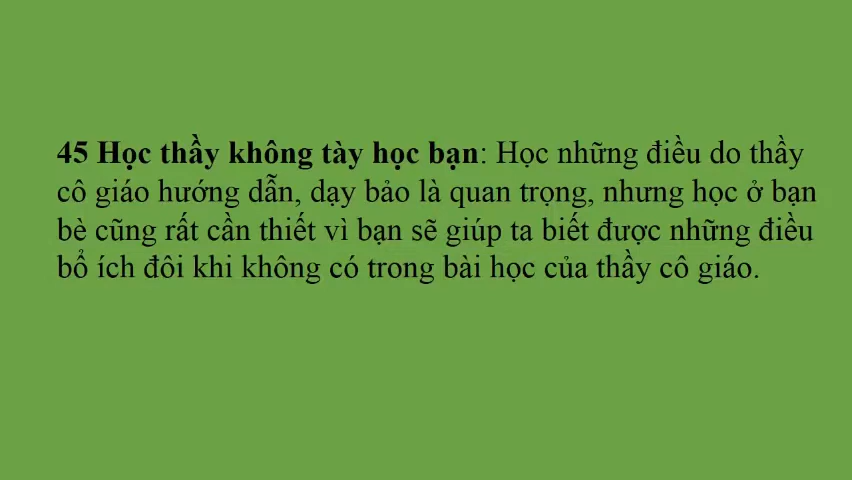 45 Học thầy không tày học bạn: Học những điều do thầy
cô giáo hướng dẫn, dạy bảo là quan trọng, nhưng học ở bạn
bè cũng rất cần thiết vì bạn sẽ giúp ta biết được những điều
bổ ích đôi khi không có trong bài học của thầy cô giáo.